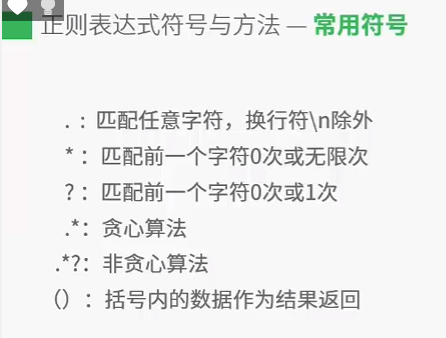 正则表达式符号与方法 — 常用符号
. : 匹配任意字符，换行符\n除外
* : 匹配前一个字符0次或无限次
? : 匹配前一个字符0次或1次
.*: 贪心算法
.*?: 非贪心算法
（）: 括号内的数据作为结果返回